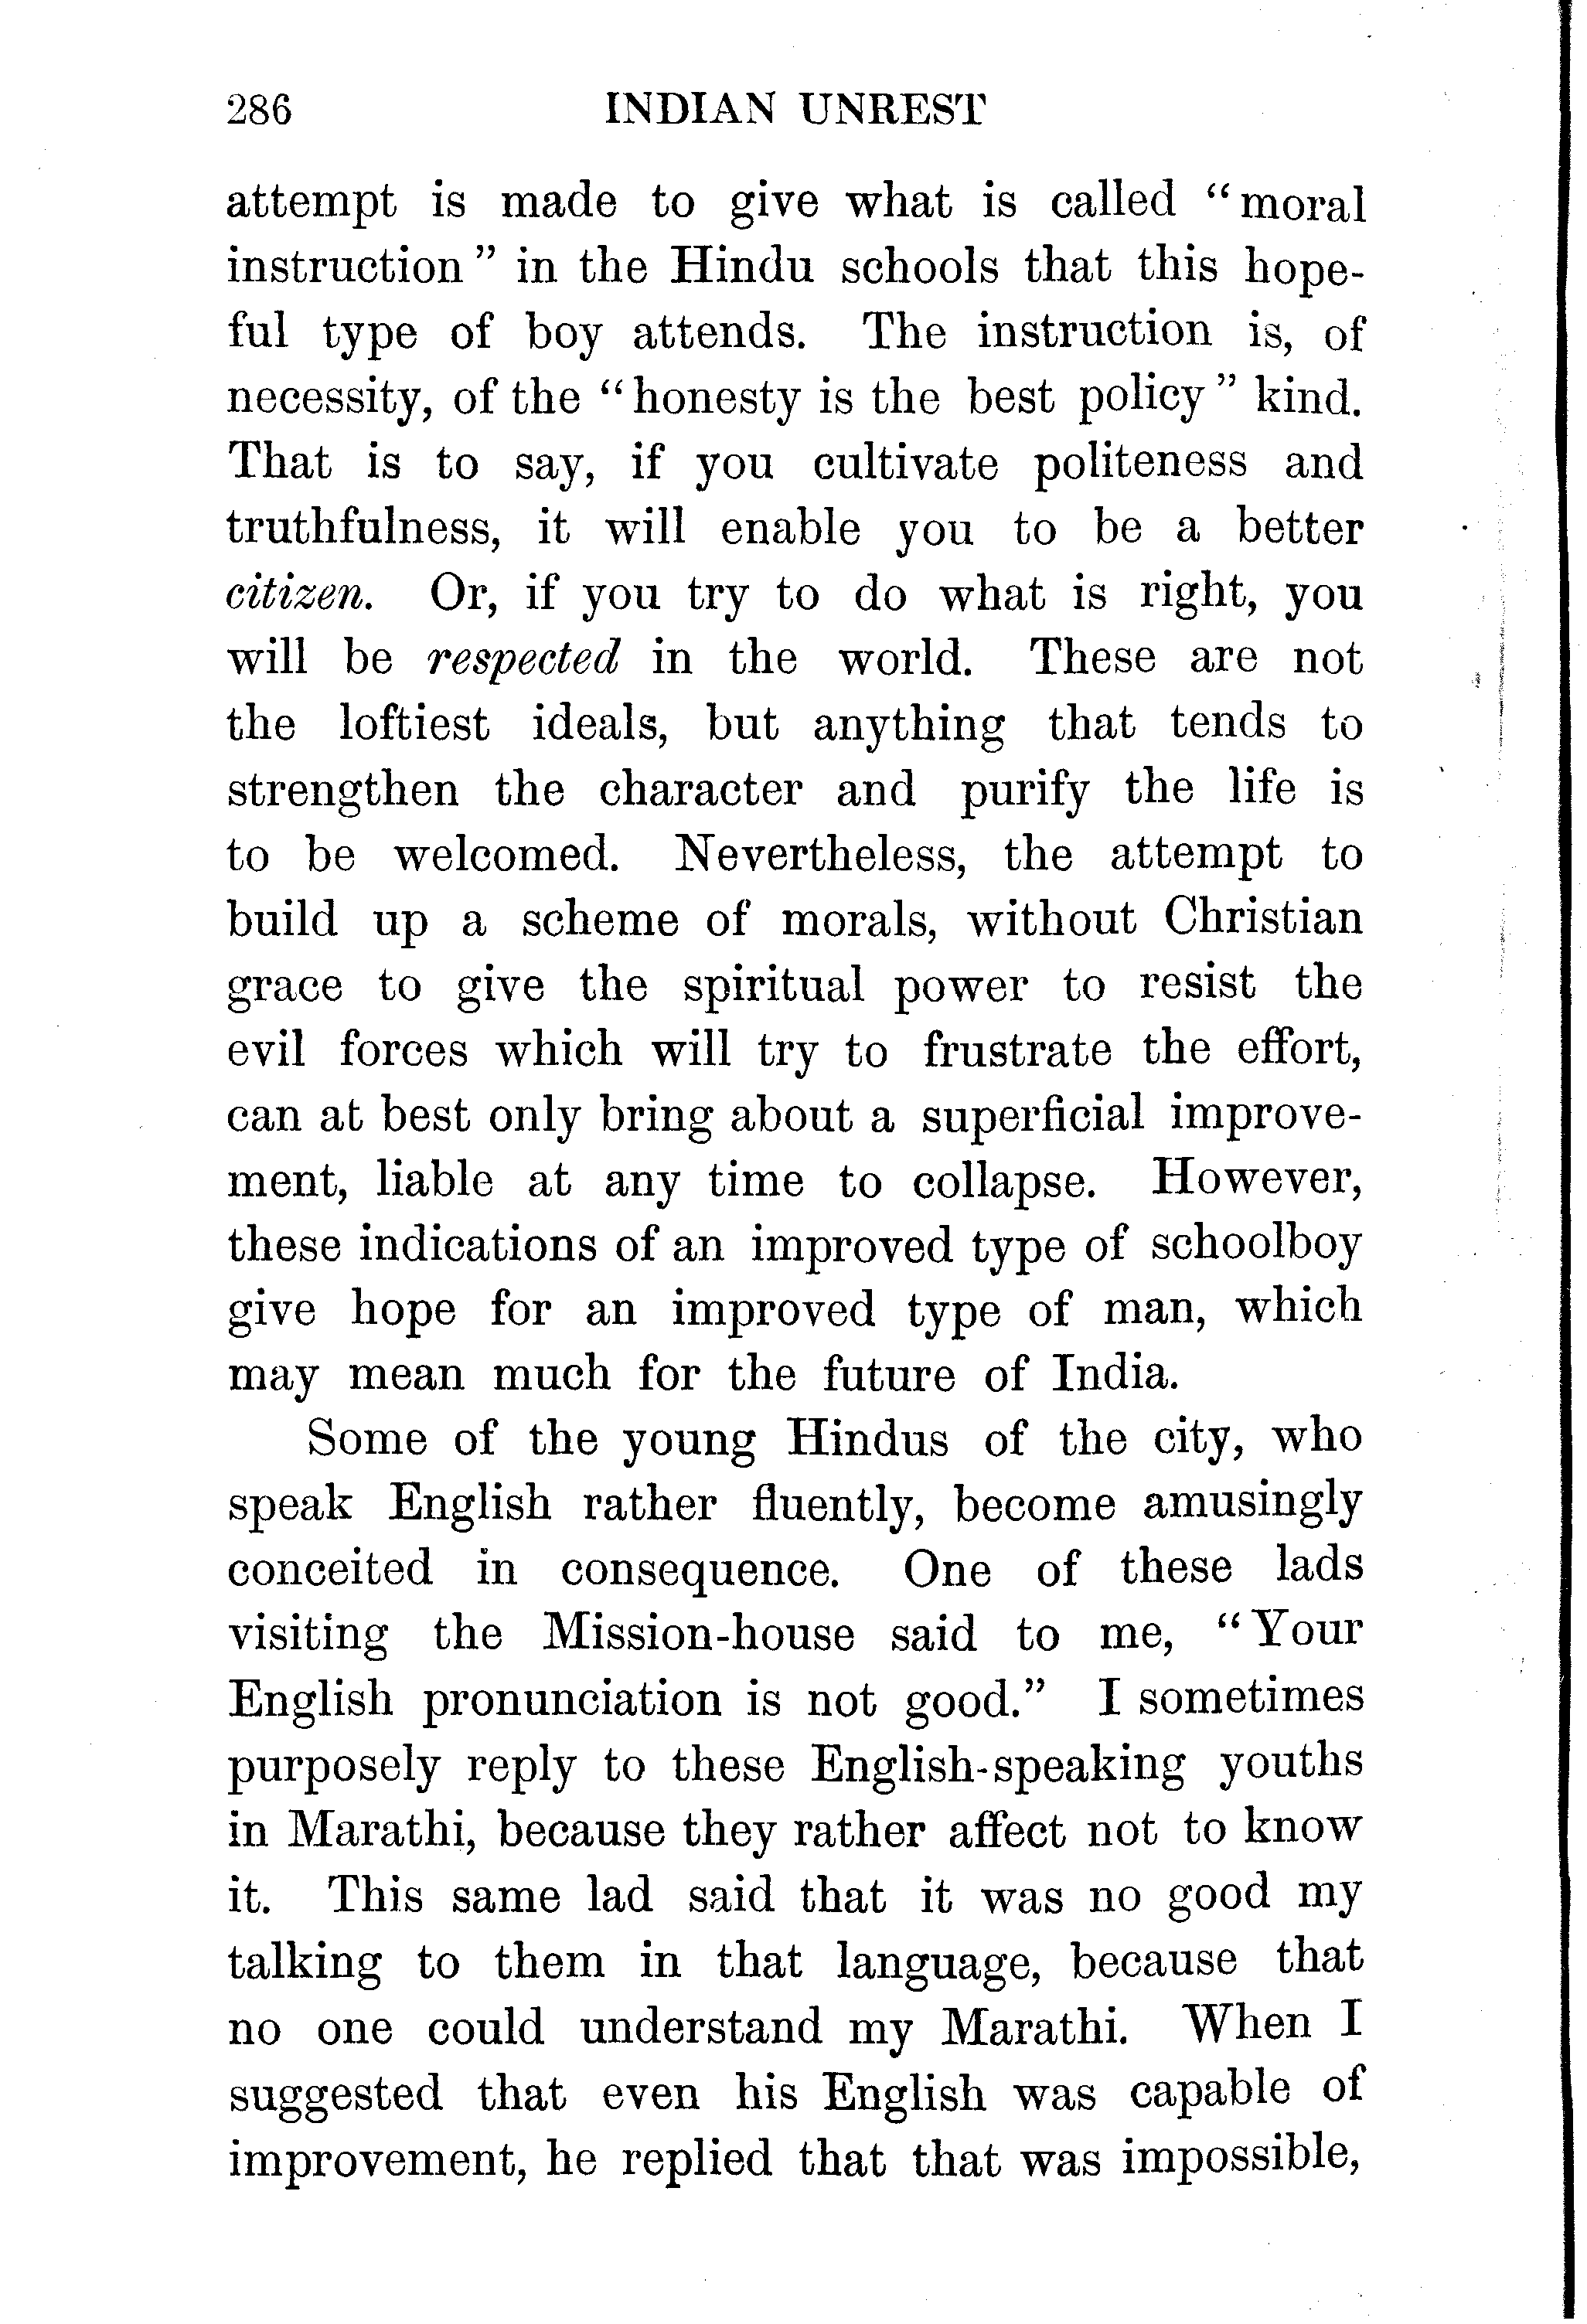 286 INDIAN UNREST
attempt is made to give what is called “moral
instruction” in the Hindu schools that this hope-
ful type of boy attends. The instruction is, of
necessity, of the “honesty is the best policy” kind.
That is to say, if you cultivate politeness and
truthfulness, it will enable you to be a better
citizen. Or, if you try to do what is right, you
will be respected in the world. These are not
the loftiest ideals, but anything that tends to
strengthen the character and purify the life is
to be welcomed. Nevertheless, the attempt to
build up a scheme of morals, without Christian
grace to give the spiritual power to resist the
evil forces which will try to frustrate the effort,
can at best only bring about a superficial improve-
ment, liable at any time to collapse. However,
these indications of an improved type of schoolboy
give hope for an improved type of man, which
may mean much for the future of India.
Some of the young Hindus of the city, who
speak English rather fluently, become amusingly
conceited in consequence. One of these lads
visiting the Mission-house said to me, “Your
English pronunciation is not good.” I sometimes
purposely reply to these English-speaking youths
in Marathi, because they rather affect not to know
it. This same lad said that it was no good my
talking to them in that language, because that
no one could understand my Marathi. When I
suggested that even his English was capable of
improvement, he replied that that was impossible,